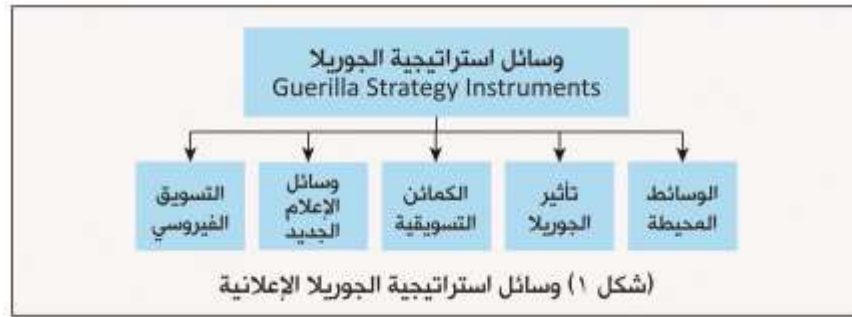 وسائل استراتيجية الجوريلا
Guerilla Strategy Instruments
الوسائط
المحيطة
تأثير
الجوريلا
الكمائن
التسويقية
وسائل
الإعلام
الجديد
التسويق
الفيروسي
(شكل ١) وسائل استراتيجية الجوريلا الإعلانية